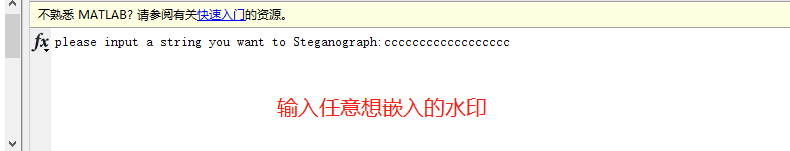 不熟悉 MATLAB? 请参阅有关快速入门的资源。
fx please input a string you want to Steganograph:cccccccccccccccccc
输入任意想嵌入的水印